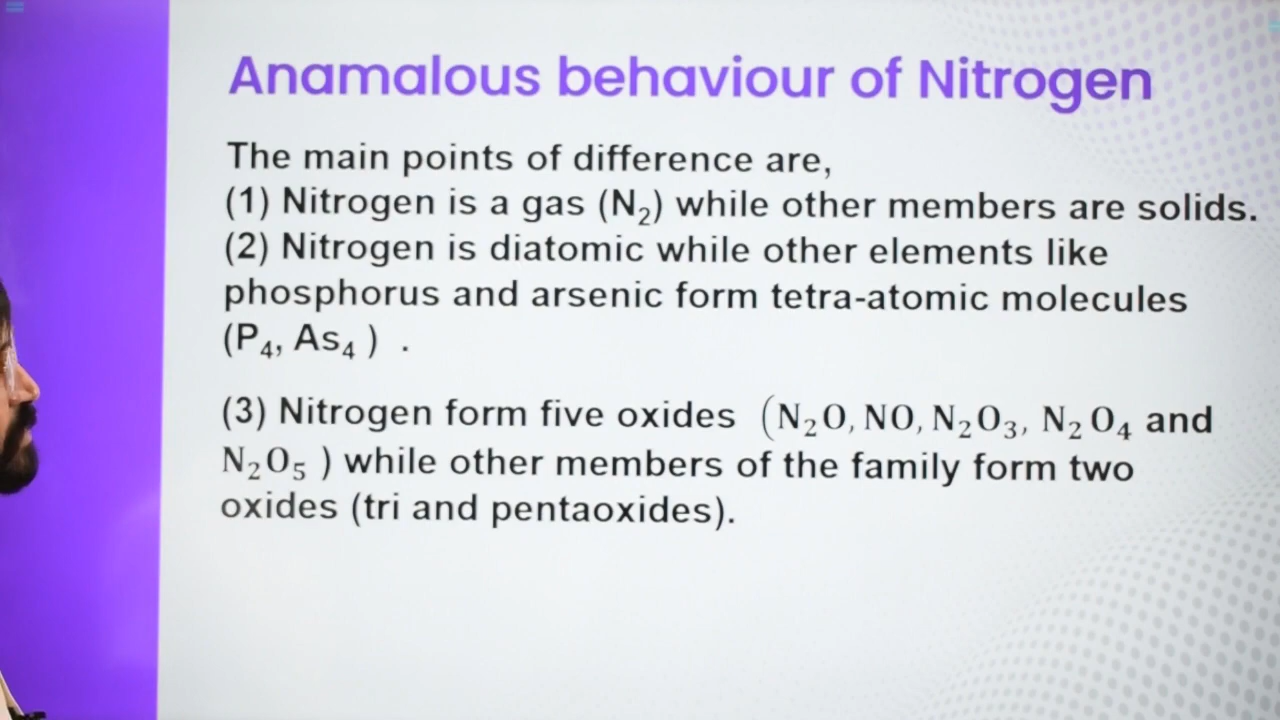 Anamalous behaviour of Nitrogen
The main points of difference are,
(1) Nitrogen is a gas (N₂) while other members are solids.
(2) Nitrogen is diatomic while other elements like
phosphorus and arsenic form tetra-atomic molecules
(P₄, As₄ ) .
(3) Nitrogen form five oxides (N₂O, NO, N₂O₃, N₂ O₄ and
N₂O₅ ) while other members of the family form two
oxides (tri and pentaoxides).